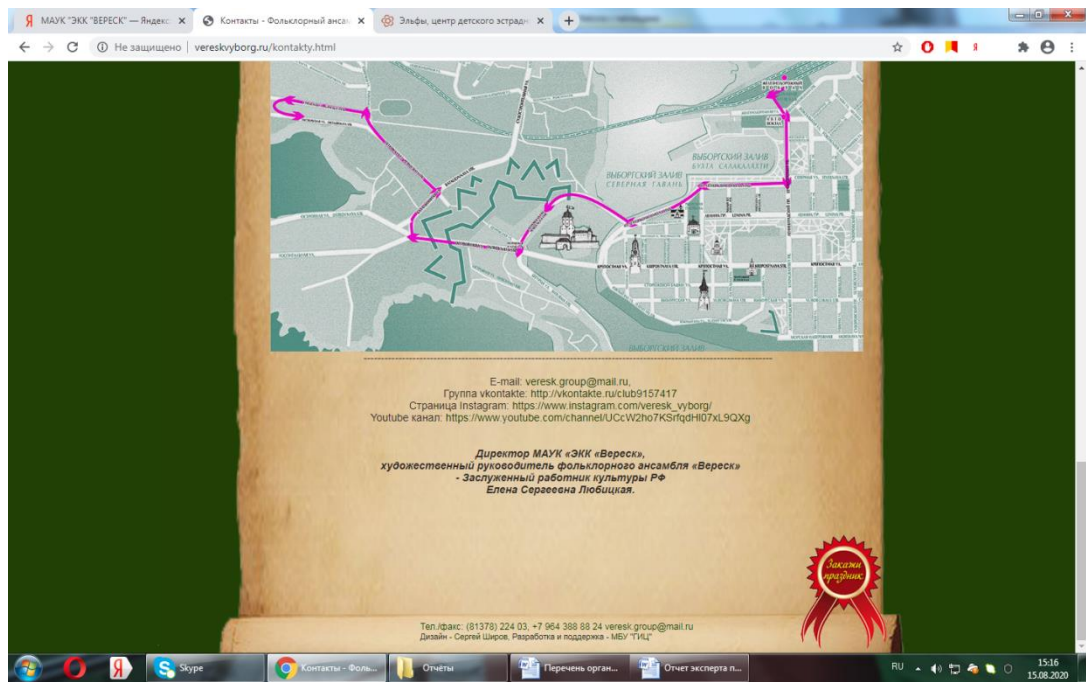 МАУК "ЭКК "ВЕРЕСК" — Яндекс
Контакты - Фольклорный ансам
Эльфы, центр детского эстрадн
Не защищено | vereskvyborg.ru/kontakty.html
ВЫБОРГСКИЙ ЗАЛИВ
БУХТА САЛАКАЛАХТИ
ВЫБОРГСКИЙ ЗАЛИВ
СЕВЕРНАЯ ГАВАНЬ
КРЕПОСТНАЯ УЛ.
ВЫБОРГСКИЙ ЗАЛИВ
E-mail: veresk.group@mail.ru,
Группа vkontakte: http://vkontakte.ru/club9157417
Страница Instagram: https://www.instagram.com/veresk_vyborg/
Youtube канал: https://www.youtube.com/channel/UCcW2ho7KSrfqdHI07xL9QXg
Директор МАУК «ЭКК «Вереск»,
художественный руководитель фольклорного ансамбля «Вереск»
- Заслуженный работник культуры РФ
Елена Сергеевна Любицкая.
Закажи
праздник
Тел./факс: (81378) 224 03, +7 964 388 88 24 veresk.group@mail.ru
Дизайн - Сергей Широв, Разработка и поддержка - МБУ "ГИЦ"
Skype
Контакты - Фоль...
Отчёты
Перечень орган...
Отчет эксперта п...
RU
15:16
15.08.2020